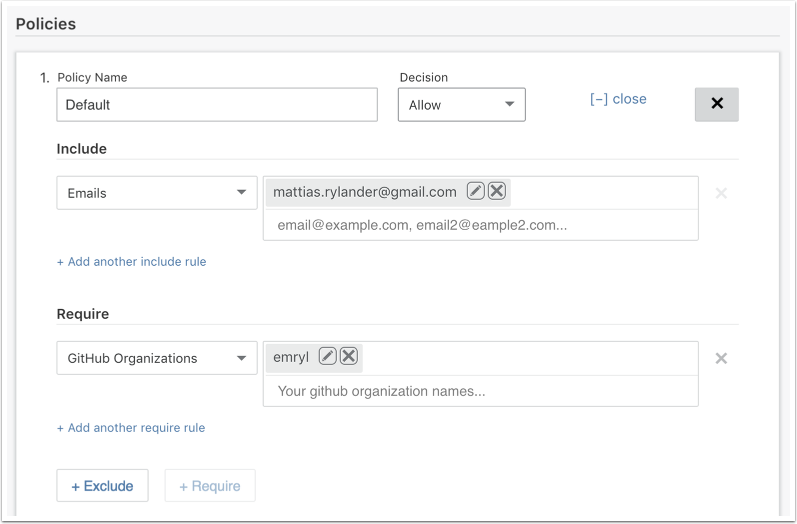 Policies
1. Policy Name
Decision
Default
Allow
[−] close
Include
Emails
mattias.rylander@gmail.com
email@example.com, email2@eample2.com...
+ Add another include rule
Require
GitHub Organizations
emryl
Your github organization names...
+ Add another require rule
+ Exclude
+ Require